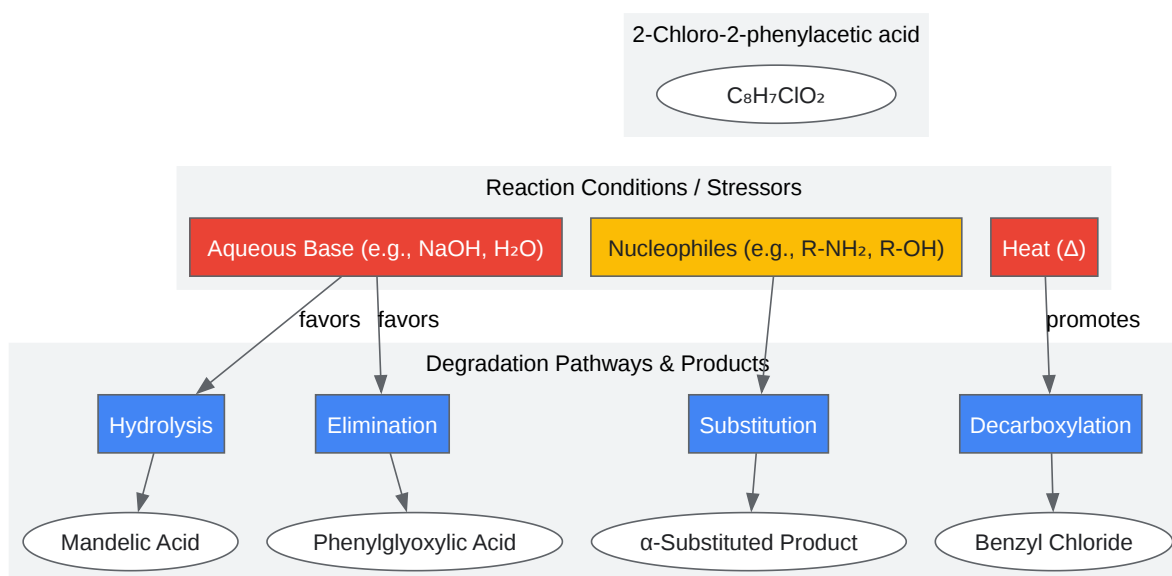 2-Chloro-2-phenylacetic acid
C₈H₇ClO₂
Reaction Conditions / Stressors
Aqueous Base (e.g., NaOH, H₂O)
Nucleophiles (e.g., R-NH₂, R-OH)
Heat (Δ)
favors
favors
promotes
Degradation Pathways & Products
Hydrolysis
Elimination
Substitution
Decarboxylation
Mandelic Acid
Phenylglyoxylic Acid
α-Substituted Product
Benzyl Chloride